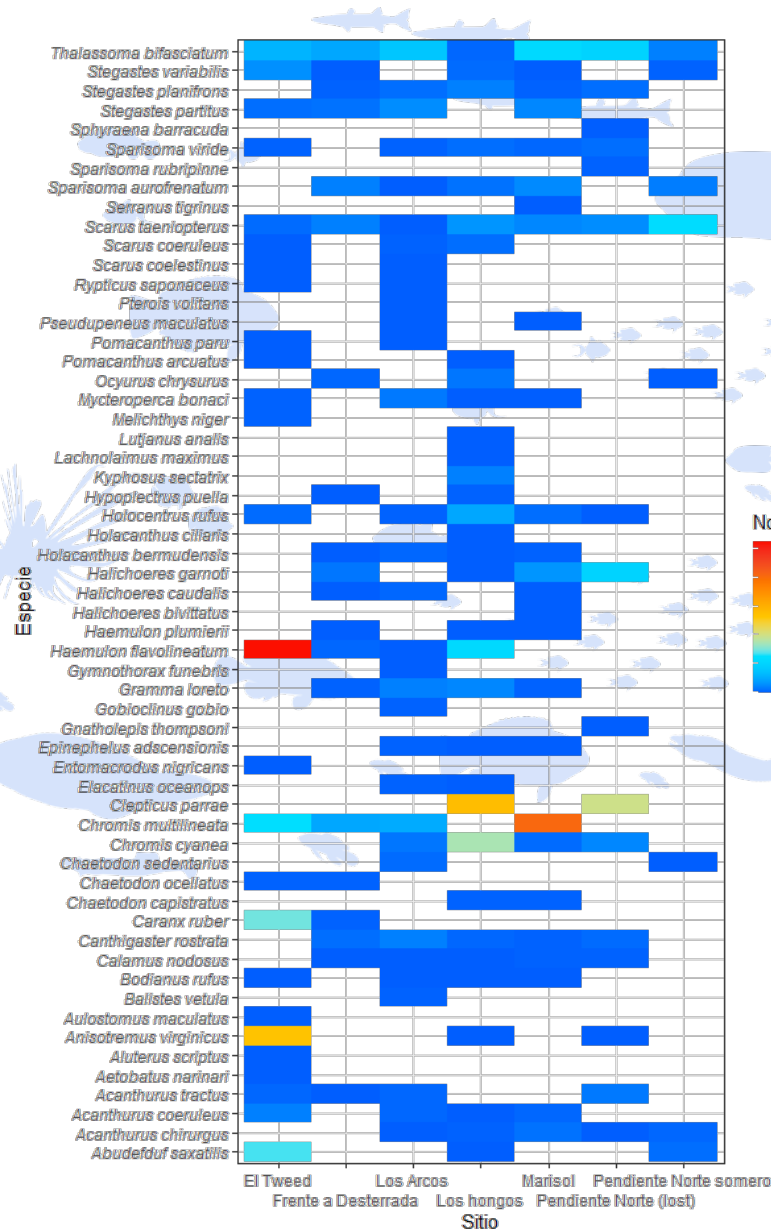 Thalassoma bifasciatum
Stegastes variabilis
Stegastes planifrons
Stegastes partitus
Sphyraena barracuda
Sparisoma viride
Sparisoma rubripinne
Sparisoma aurofrenatum
Serranus tigrinus
Scarus taeniopterus
Scarus coeruleus
Scarus coelestinus
Rypticus saponaceus
Pterois volitans
Pseudupeneus maculatus
Pomacanthus paru
Pomacanthus arcuatus
Ocyurus chrysurus
Mycteroperca bonaci
Melichthys niger
Lutjanus analis
Lachnolaimus maximus
Kyphosus sectatrix
Hypoplectrus puella
Holocentrus rufus
Holacanthus ciliaris
Holacanthus bermudensis
Halichoeres garnoti
Halichoeres caudalis
Halichoeres bivittatus
Haemulon plumierii
Haemulon flavolineatum
Gymnothorax funebris
Gramma loreto
Gobioclinus gobio
Gnatholepis thompsoni
Epinephelus adscensionis
Entomacrodus nigricans
Elacatinus oceanops
Clepticus parrae
Chromis multilineata
Chromis cyanea
Chaetodon sedentarius
Chaetodon ocellatus
Chaetodon capistratus
Caranx ruber
Canthigaster rostrata
Calamus nodosus
Bodianus rufus
Balistes vetula
Aulostomus maculatus
Anisotremus virginicus
Aluterus scriptus
Aetobatus narinari
Acanthurus tractus
Acanthurus coeruleus
Acanthurus chirurgus
Abudefduf saxatilis
Especie
El Tweed Los Arcos Marisol Pendiente Norte somero
Frente a Desterrada Los hongos Pendiente Norte (lost)
Sitio